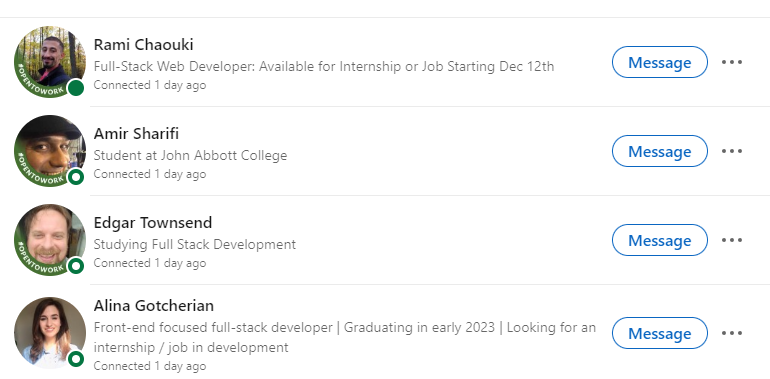 Rami Chaouki
Full-Stack Web Developer: Available for Internship or Job Starting Dec 12th
Connected 1 day ago
Message
#OPENTOWORK
Amir Sharifi
Student at John Abbott College
Connected 1 day ago
Message
#OPENTOWORK
Edgar Townsend
Studying Full Stack Development
Connected 1 day ago
Message
#OPENTOWORK
Alina Gotcherian
Front-end focused full-stack developer | Graduating in early 2023 | Looking for an
internship / job in development
Connected 1 day ago
Message